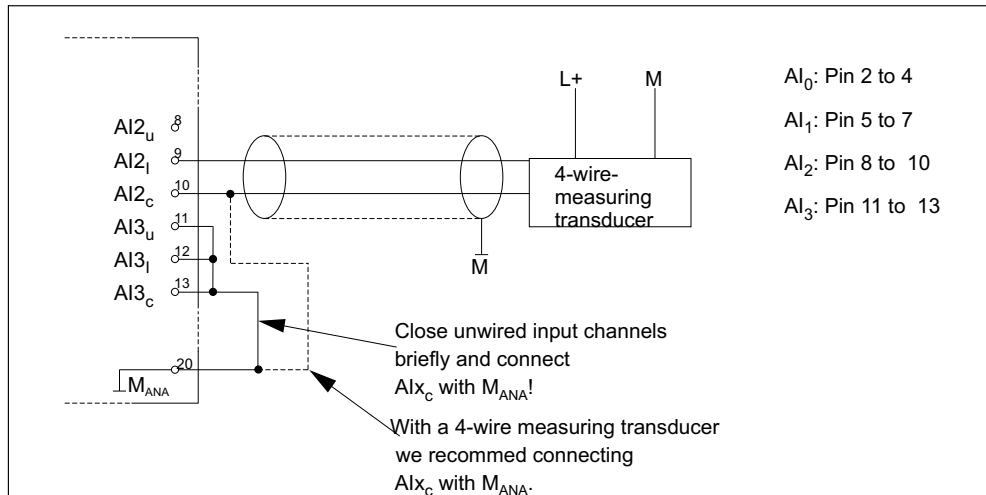 L+ M
AI0: Pin 2 to 4
AI1: Pin 5 to 7
AI2: Pin 8 to 10
AI3: Pin 11 to 13
AI2u 8
AI2I 9
AI2c 10
AI3u 11
AI3I 12
AI3c 13
MANA 20
4-wire-
measuring
transducer
M
Close unwired input channels
briefly and connect
AIxc with MANA!
With a 4-wire measuring transducer
we recommed connecting
AIxc with MANA.